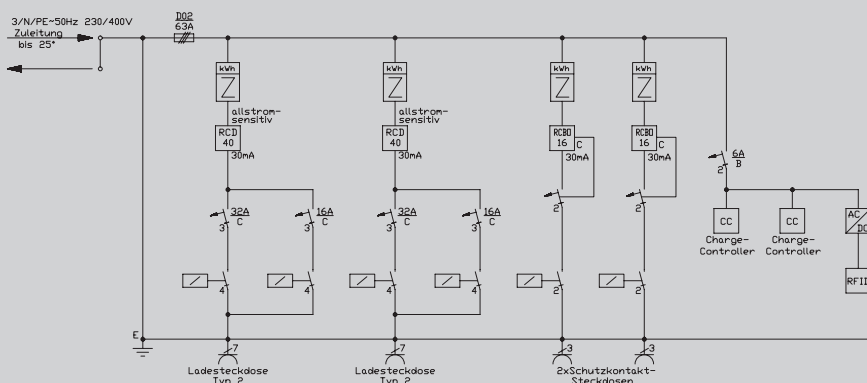 3/N/PE~50Hz 230/400V
Zuleitung
bis 25°
D02
63A
kWh
Z
kWh
Z
kWh
Z
kWh
Z
allstrom-
sensitiv
allstrom-
sensitiv
RCD
40
30mA
RCD
40
30mA
RCBO
16
C
30mA
RCBO
16
C
30mA
6A
B
2
32A
C
3
16A
C
3
32A
C
3
16A
C
3
2
2
CC
Charge-
Controller
CC
Charge-
Controller
AC
DC
RFID
4
4
4
4
2
2
E
7
7
3
3
Ladesteckdose
Typ 2
Ladesteckdose
Typ 2
2xSchutzkontakt-
Steckdosen